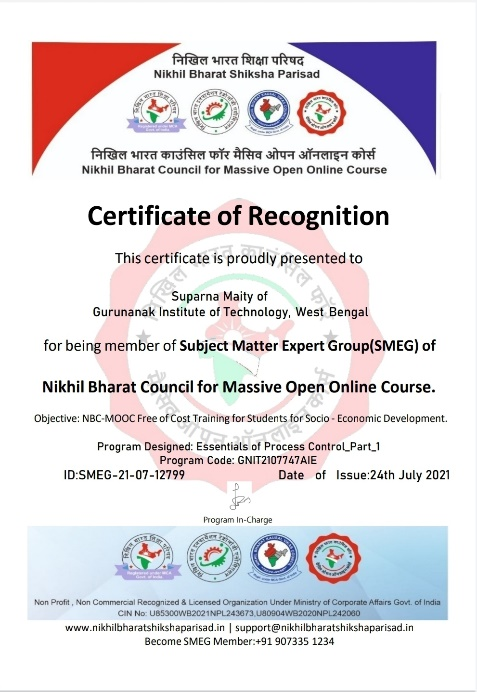 निखिल भारत शिक्षा परिषद
Nikhil Bharat Shiksha Parisad
निखिल भारत काउंसिल फॉर मैसिव ओपन ऑनलाइन कोर्स
Nikhil Bharat Council for Massive Open Online Course
Certificate of Recognition
This certificate is proudly presented to
Suparna Maity of
Gurunanak Institute of Technology, West Bengal
for being member of Subject Matter Expert Group(SMEG) of
Nikhil Bharat Council for Massive Open Online Course.
Objective: NBC-MOOC Free of Cost Training for Students for Socio - Economic Development.
Program Designed: Essentials of Process Control_Part_1
Program Code: GNIT2107747AIE
ID:SMEG-21-07-12799 Date of Issue:24th July 2021
Program In-Charge
Non Profit , Non Commercial Recognized & Licensed Organization Under Ministry of Corporate Affairs Govt. of India
CIN No: U85300WB2021NPL243673,U80904WB2020NPL242060
www.nikhilbharatshikshaparisad.in | support@nikhilbharatshikshaparisad.in
Become SMEG Member:+91 907335 1234